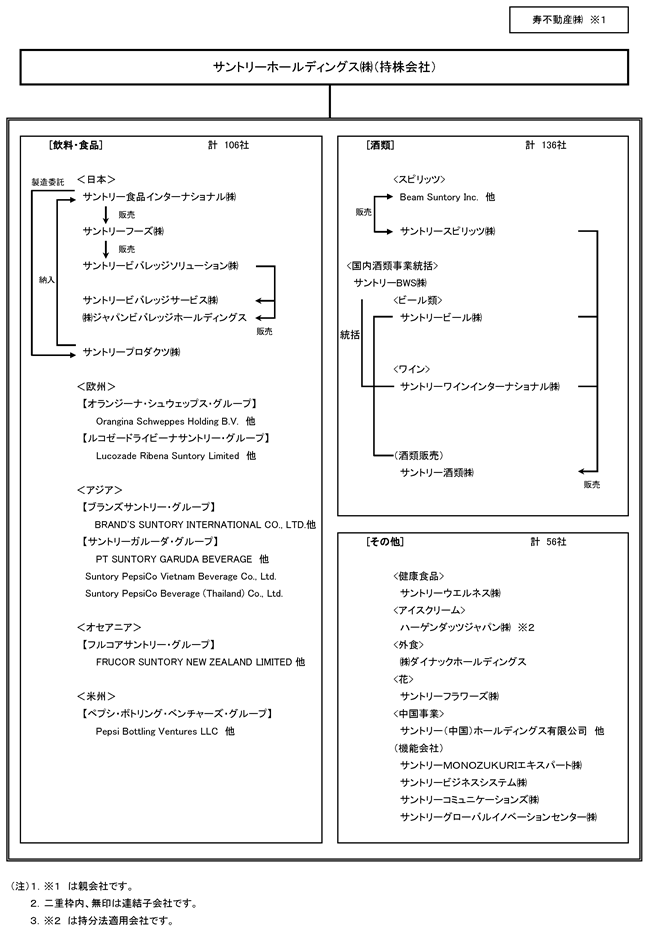 寿不動産㈱ ※1
サントリーホールディングス㈱(持株会社)
[飲料・食品] 計 106社
<日本>
製造委託
サントリー食品インターナショナル㈱
販売
サントリーフーズ㈱
販売
サントリービバレッジソリューション㈱
納入
サントリービバレッジサービス㈱
㈱ジャパンビバレッジホールディングス
販売
サントリープロダクツ㈱
<欧州>
【オランジーナ・シュウェップス・グループ】
Orangina Schweppes Holding B.V. 他
【ルコゼードライビーナサントリー・グループ】
Lucozade Ribena Suntory Limited 他
<アジア>
【ブランズサントリー・グループ】
BRAND'S SUNTORY INTERNATIONAL CO., LTD.他
【サントリーガルーダ・グループ】
PT SUNTORY GARUDA BEVERAGE 他
Suntory PepsiCo Vietnam Beverage Co., Ltd.
Suntory PepsiCo Beverage (Thailand) Co., Ltd.
<オセアニア>
【フルコアサントリー・グループ】
FRUCOR SUNTORY NEW ZEALAND LIMITED 他
<米州>
【ペプシ・ボトリング・ベンチャーズ・グループ】
Pepsi Bottling Ventures LLC 他
[酒類] 計 136社
<スピリッツ>
Beam Suntory Inc. 他
販売
サントリースピリッツ㈱
<国内酒類事業統括>
サントリーBWS㈱
<ビール類>
サントリービール㈱
統括
<ワイン>
サントリーワインインターナショナル㈱
(酒類販売)
サントリー酒類㈱
販売
[その他] 計 56社
<健康食品>
サントリーウエルネス㈱
<アイスクリーム>
ハーゲンダッツジャパン㈱ ※2
<外食>
㈱ダイナックホールディングス
<花>
サントリーフラワーズ㈱
<中国事業>
サントリー(中国)ホールディングス有限公司 他
(機能会社)
サントリーMONOZUKURIエキスパート㈱
サントリービジネスシステム㈱
サントリーコミュニケーションズ㈱
サントリーグローバルイノベーションセンター㈱
(注)1. ※1 は親会社です。
2. 二重枠内、無印は連結子会社です。
3. ※2 は持分法適用会社です。